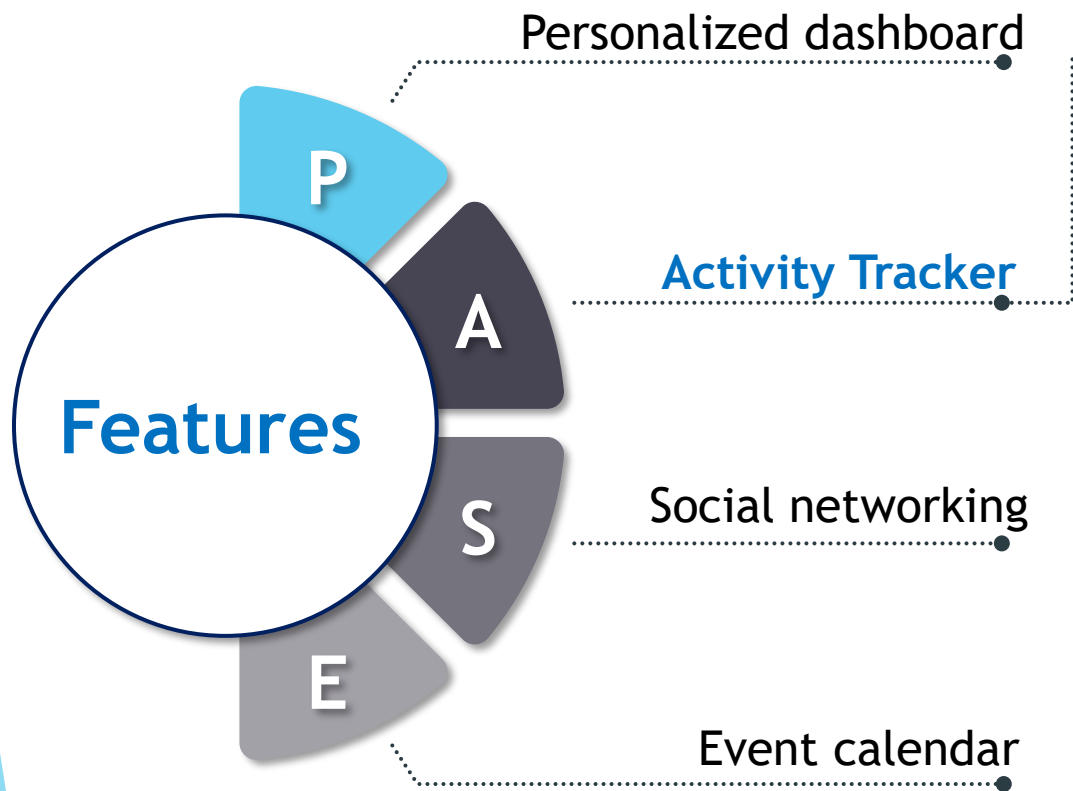 Personalized dashboard
P
Activity Tracker
A
Features
Social networking
S
E
Event calendar